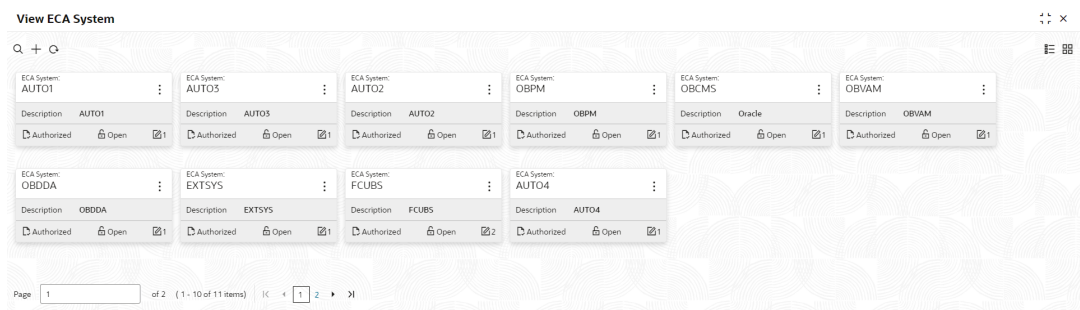 View ECA System
ECA System:
AUTO1
Description AUTO1
Authorized Open 1
ECA System:
AUTO3
Description AUTO3
Authorized Open 1
ECA System:
AUTO2
Description AUTO2
Authorized Open 1
ECA System:
OBPM
Description OBPM
Authorized Open 1
ECA System:
OBCMS
Description Oracle
Authorized Open 1
ECA System:
OBVAM
Description OBVAM
Authorized Open 1
ECA System:
OBDDA
Description OBDDA
Authorized Open 1
ECA System:
EXTSYS
Description EXTSYS
Authorized Open 1
ECA System:
FCUBS
Description FCUBS
Authorized Open 2
ECA System:
AUTO4
Description AUTO4
Authorized Open 1
Page 1 of 2 (1 - 10 of 11 items) 1 2